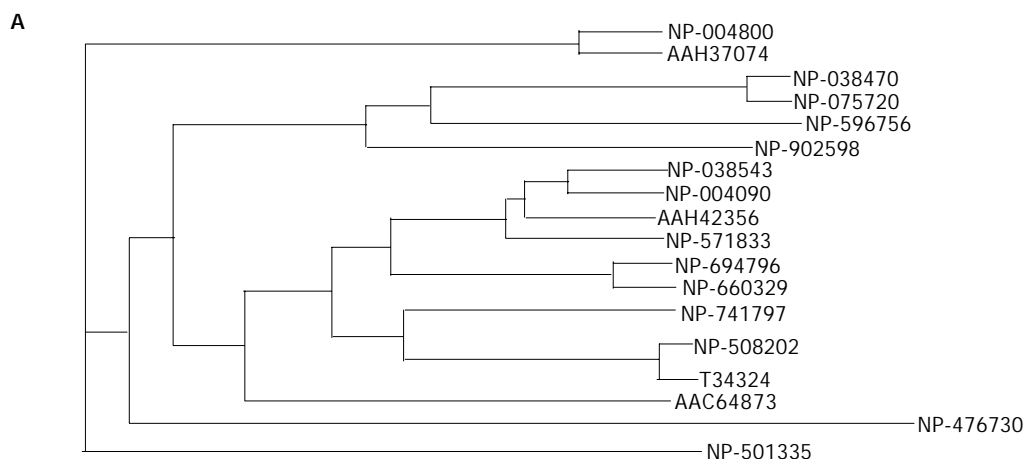 A
NP-004800
AAH37074
NP-038470
NP-075720
NP-596756
NP-902598
NP-038543
NP-004090
AAH42356
NP-571833
NP-694796
NP-660329
NP-741797
NP-508202
T34324
AAC64873
NP-476730
NP-501335